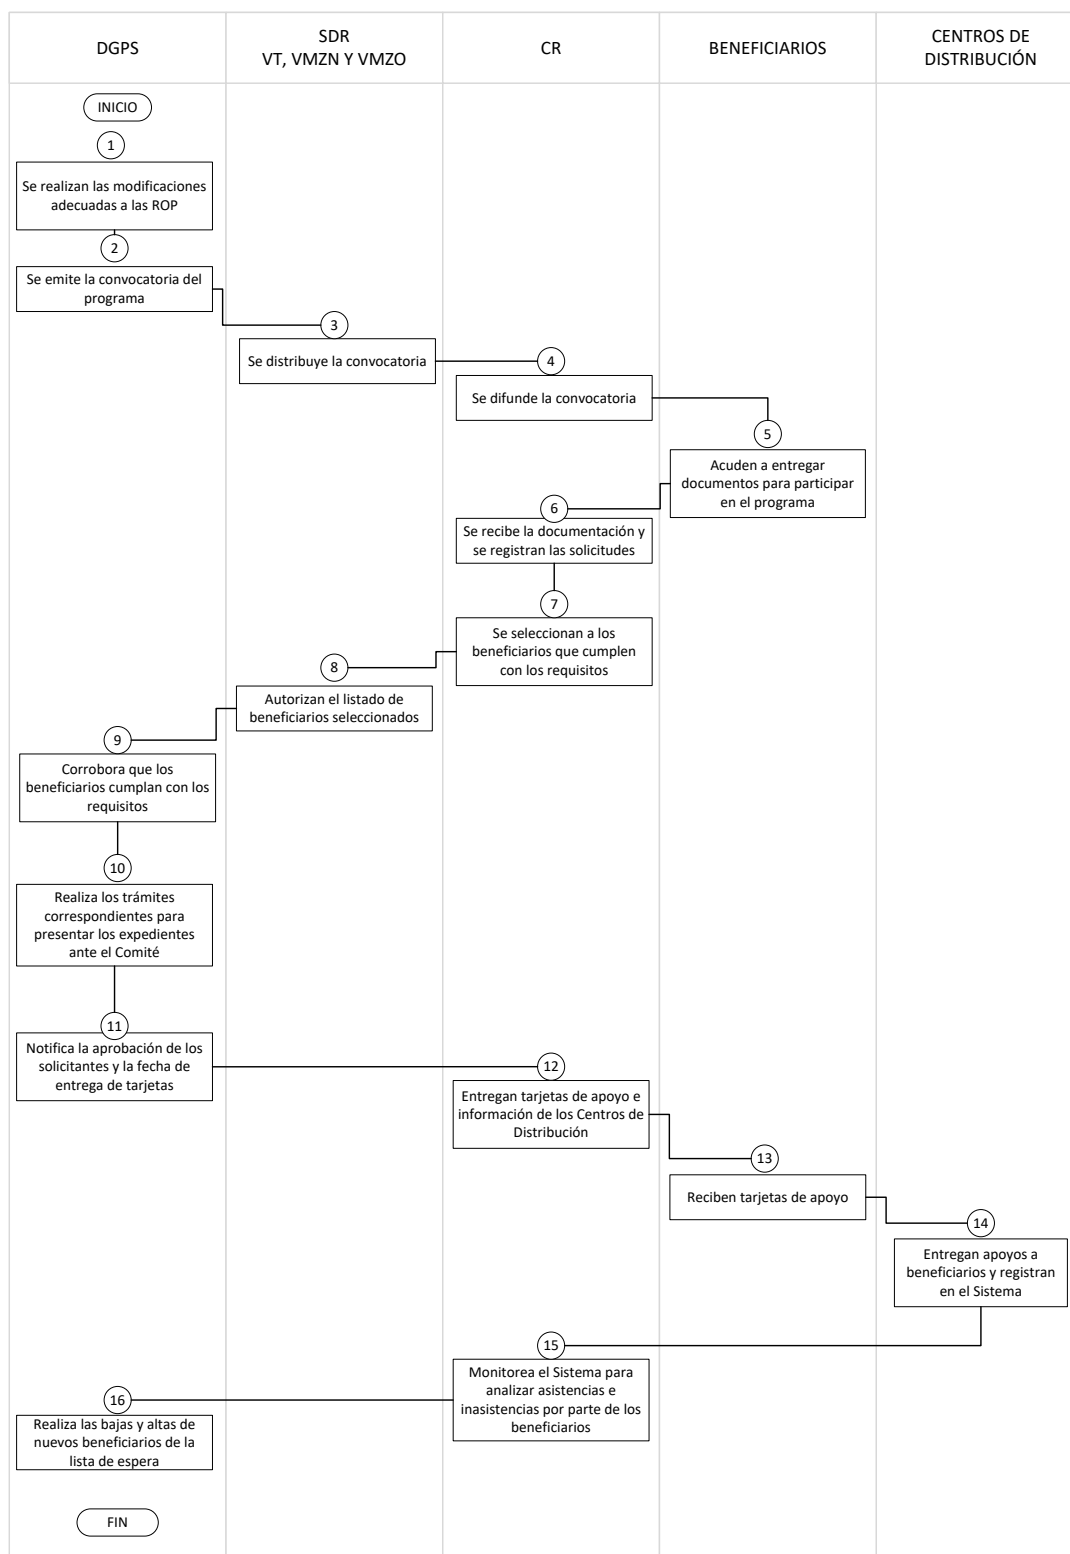 DGPS
SDR
VT, VMZN Y VMZO
CR
BENEFICIARIOS
CENTROS DE
DISTRIBUCIÓN
INICIO
1
Se realizan las modificaciones
adecuadas a las ROP
2
Se emite la convocatoria del
programa
3
Se distribuye la convocatoria
4
Se difunde la convocatoria
5
Acuden a entregar
documentos para participar
en el programa
6
Se recibe la documentación y
se registran las solicitudes
7
Se seleccionan a los
beneficiarios que cumplen
con los requisitos
8
Autorizan el listado de
beneficiarios seleccionados
9
Corrobora que los
beneficiarios cumplan con los
requisitos
10
Realiza los trámites
correspondientes para
presentar los expedientes
ante el Comité
11
Notifica la aprobación de los
solicitantes y la fecha de
entrega de tarjetas
12
Entregan tarjetas de apoyo e
información de los Centros de
Distribución
13
Reciben tarjetas de apoyo
14
Entregan apoyos a
beneficiarios y registran
en el Sistema
15
Monitorea el Sistema para
analizar asistencias e
inasistencias por parte de los
beneficiarios
16
Realiza las bajas y altas de
nuevos beneficiarios de la
lista de espera
FIN